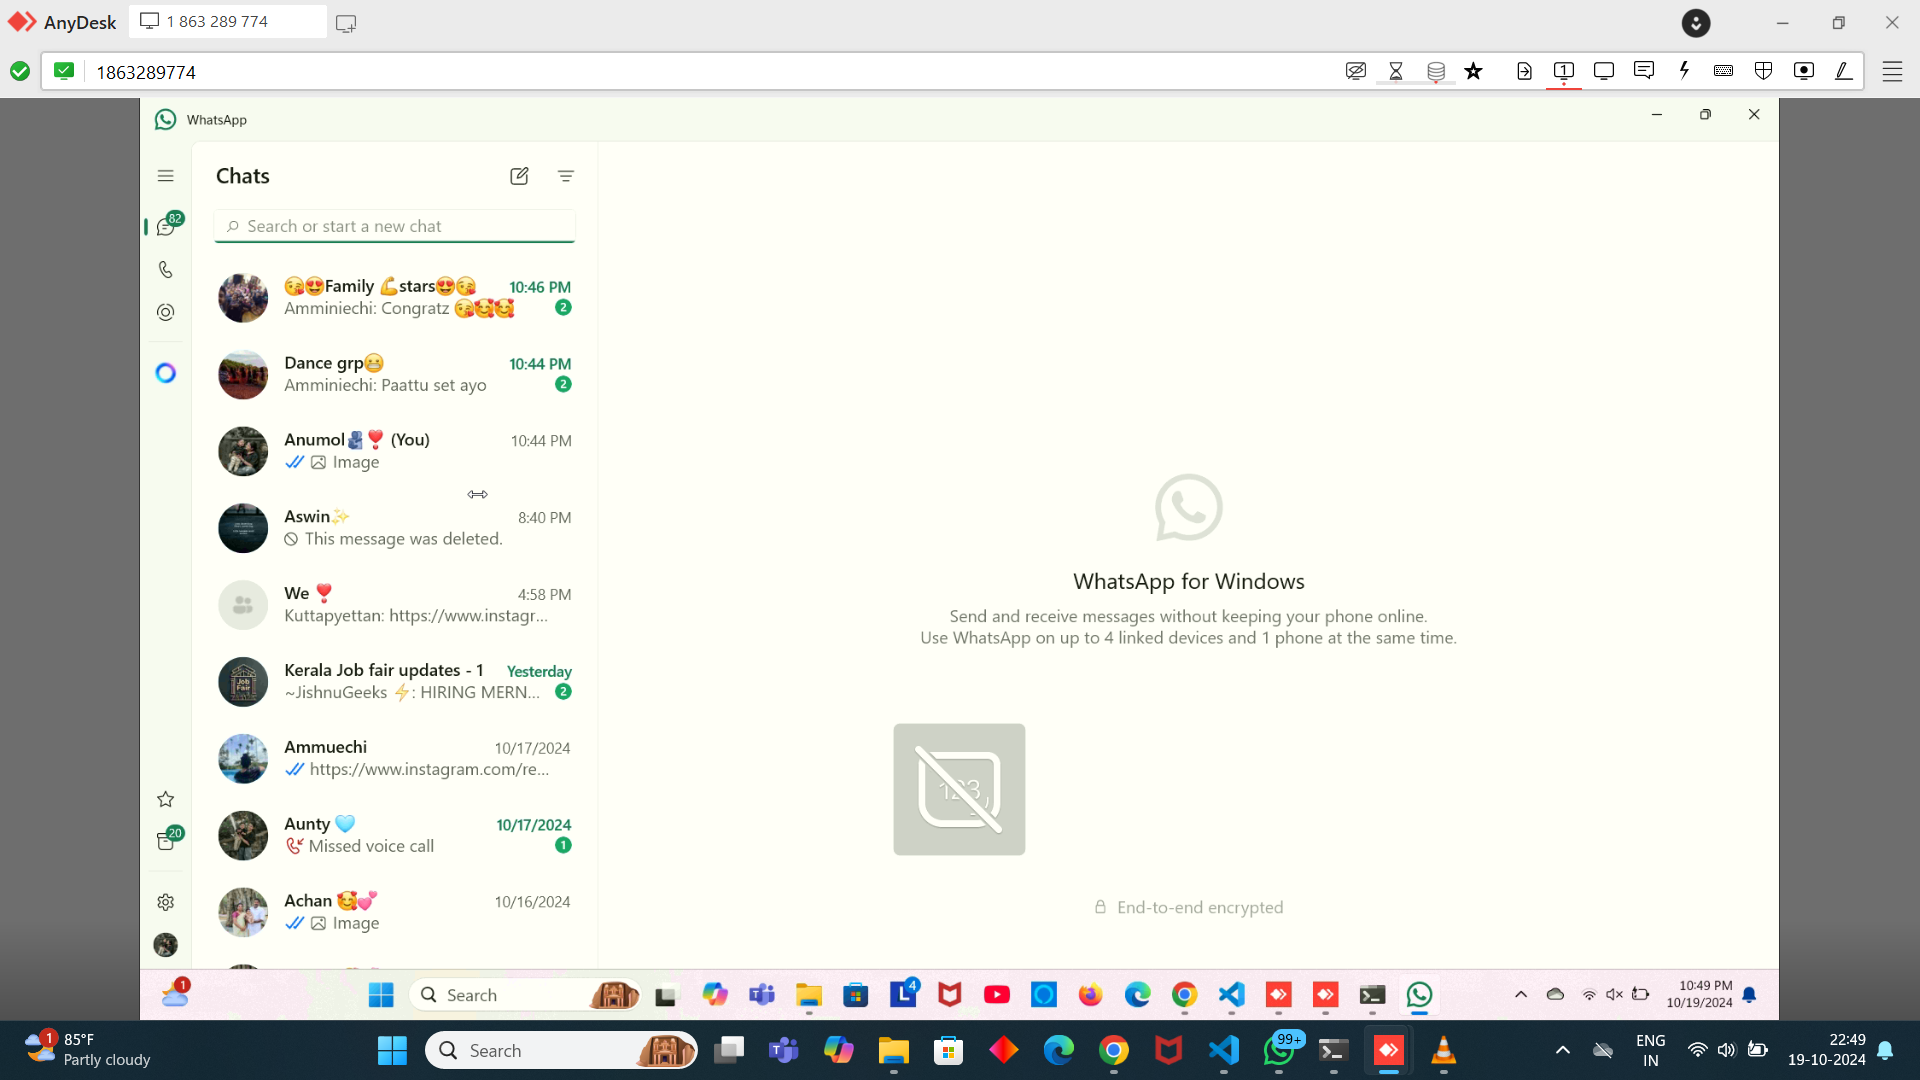 AnyDesk
1 863 289 774
1863289774
1
WhatsApp
Chats
82
Search or start a new chat
😘😍Family 💪stars😍😘 10:46 PM
Amminiechi: Congratz 😘🥰🥰 2
Dance grp😬 10:44 PM
Amminiechi: Paattu set ayo 2
Anumol🫂❣️ (You) 10:44 PM
Image
Aswin✨ 8:40 PM
This message was deleted.
We ❣️ 4:58 PM
Kuttapyettan: https://www.instagr...
Kerala Job fair updates - 1 Yesterday
~JishnuGeeks ⚡: HIRING MERN... 2
Ammuechi 10/17/2024
https://www.instagram.com/re...
Aunty 🩵 10/17/2024
Missed voice call 1
Achan 🥰💕 10/16/2024
Image
20
WhatsApp for Windows
Send and receive messages without keeping your phone online.
Use WhatsApp on up to 4 linked devices and 1 phone at the same time.
123
End-to-end encrypted
1
Search
4
10:49 PM
10/19/2024
1
85°F
Partly cloudy
Search
99+
ENG
IN
22:49
19-10-2024